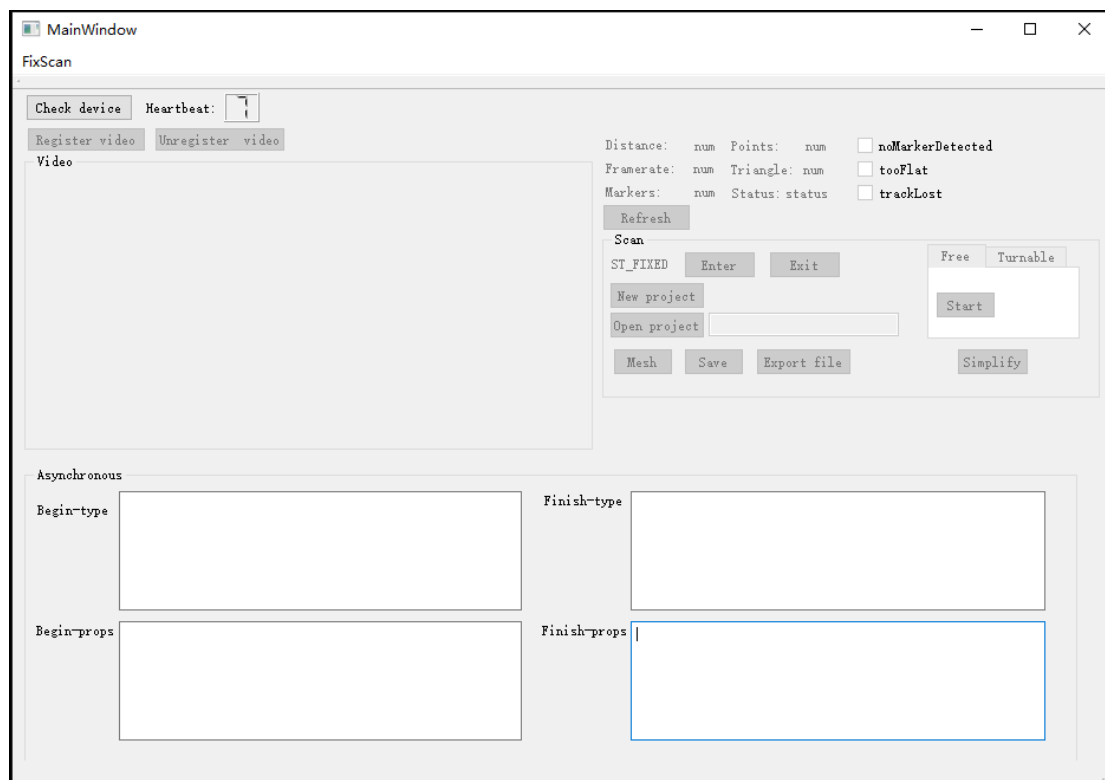 MainWindow
FixScan
Check device Heartbeat: 7
Register video Unregister  video
Video
Distance: num Points: num noMarkerDetected
Framerate: num Triangle: num tooFlat
Markers: num Status: status trackLost
Refresh
Scan
ST_FIXED Enter Exit
New project
Open project
Free Turnable
Start
Mesh Save Export file Simplify
Asynchronous
Begin-type
Finish-type
Begin-props
Finish-props